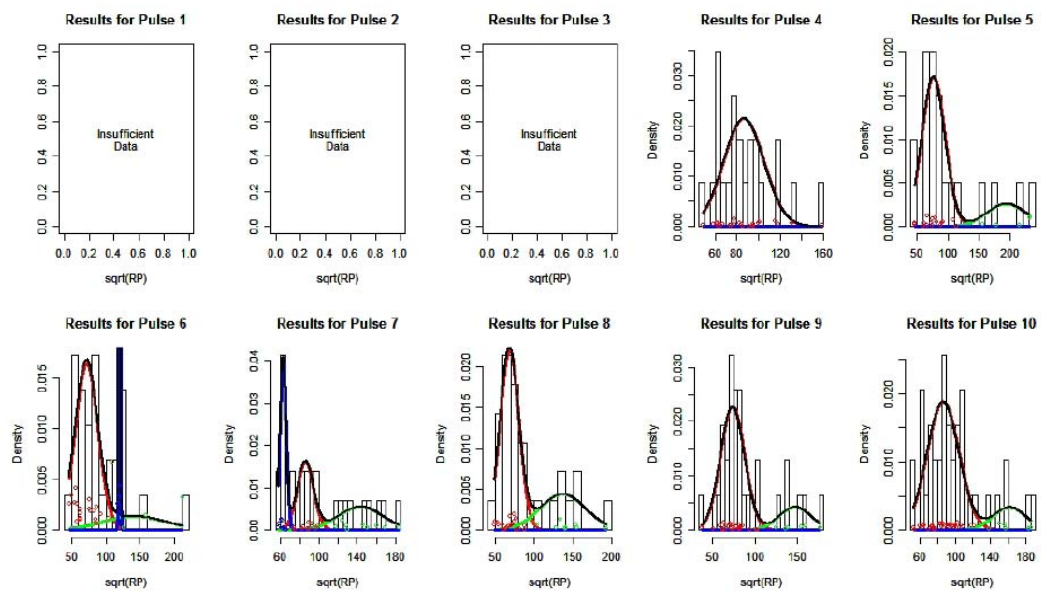 Results for Pulse 1
Results for Pulse 2
Results for Pulse 3
Results for Pulse 4
Results for Pulse 5
0.0 0.2 0.4 0.6 0.8 1.0
Insufficient
Data
0.0 0.2 0.4 0.6 0.8 1.0
sqrt(RP)
0.0 0.2 0.4 0.6 0.8 1.0
Insufficient
Data
0.0 0.2 0.4 0.6 0.8 1.0
sqrt(RP)
0.0 0.2 0.4 0.6 0.8 1.0
Insufficient
Data
0.0 0.2 0.4 0.6 0.8 1.0
sqrt(RP)
Density
0.000 0.010 0.020 0.030
60 80 120 160
sqrt(RP)
Density
0.000 0.005 0.010 0.015 0.020
50 100 150 200
sqrt(RP)
Results for Pulse 6
Results for Pulse 7
Results for Pulse 8
Results for Pulse 9
Results for Pulse 10
Density
0.000 0.005 0.010 0.015
50 100 150 200
sqrt(RP)
Density
0.00 0.01 0.02 0.03 0.04
60 100 140 180
sqrt(RP)
Density
0.000 0.005 0.010 0.015 0.020
50 100 150 200
sqrt(RP)
Density
0.000 0.010 0.020 0.030
50 100 150
sqrt(RP)
Density
0.000 0.005 0.010 0.015 0.020
60 80 100 120 160 190
sqrt(RP)